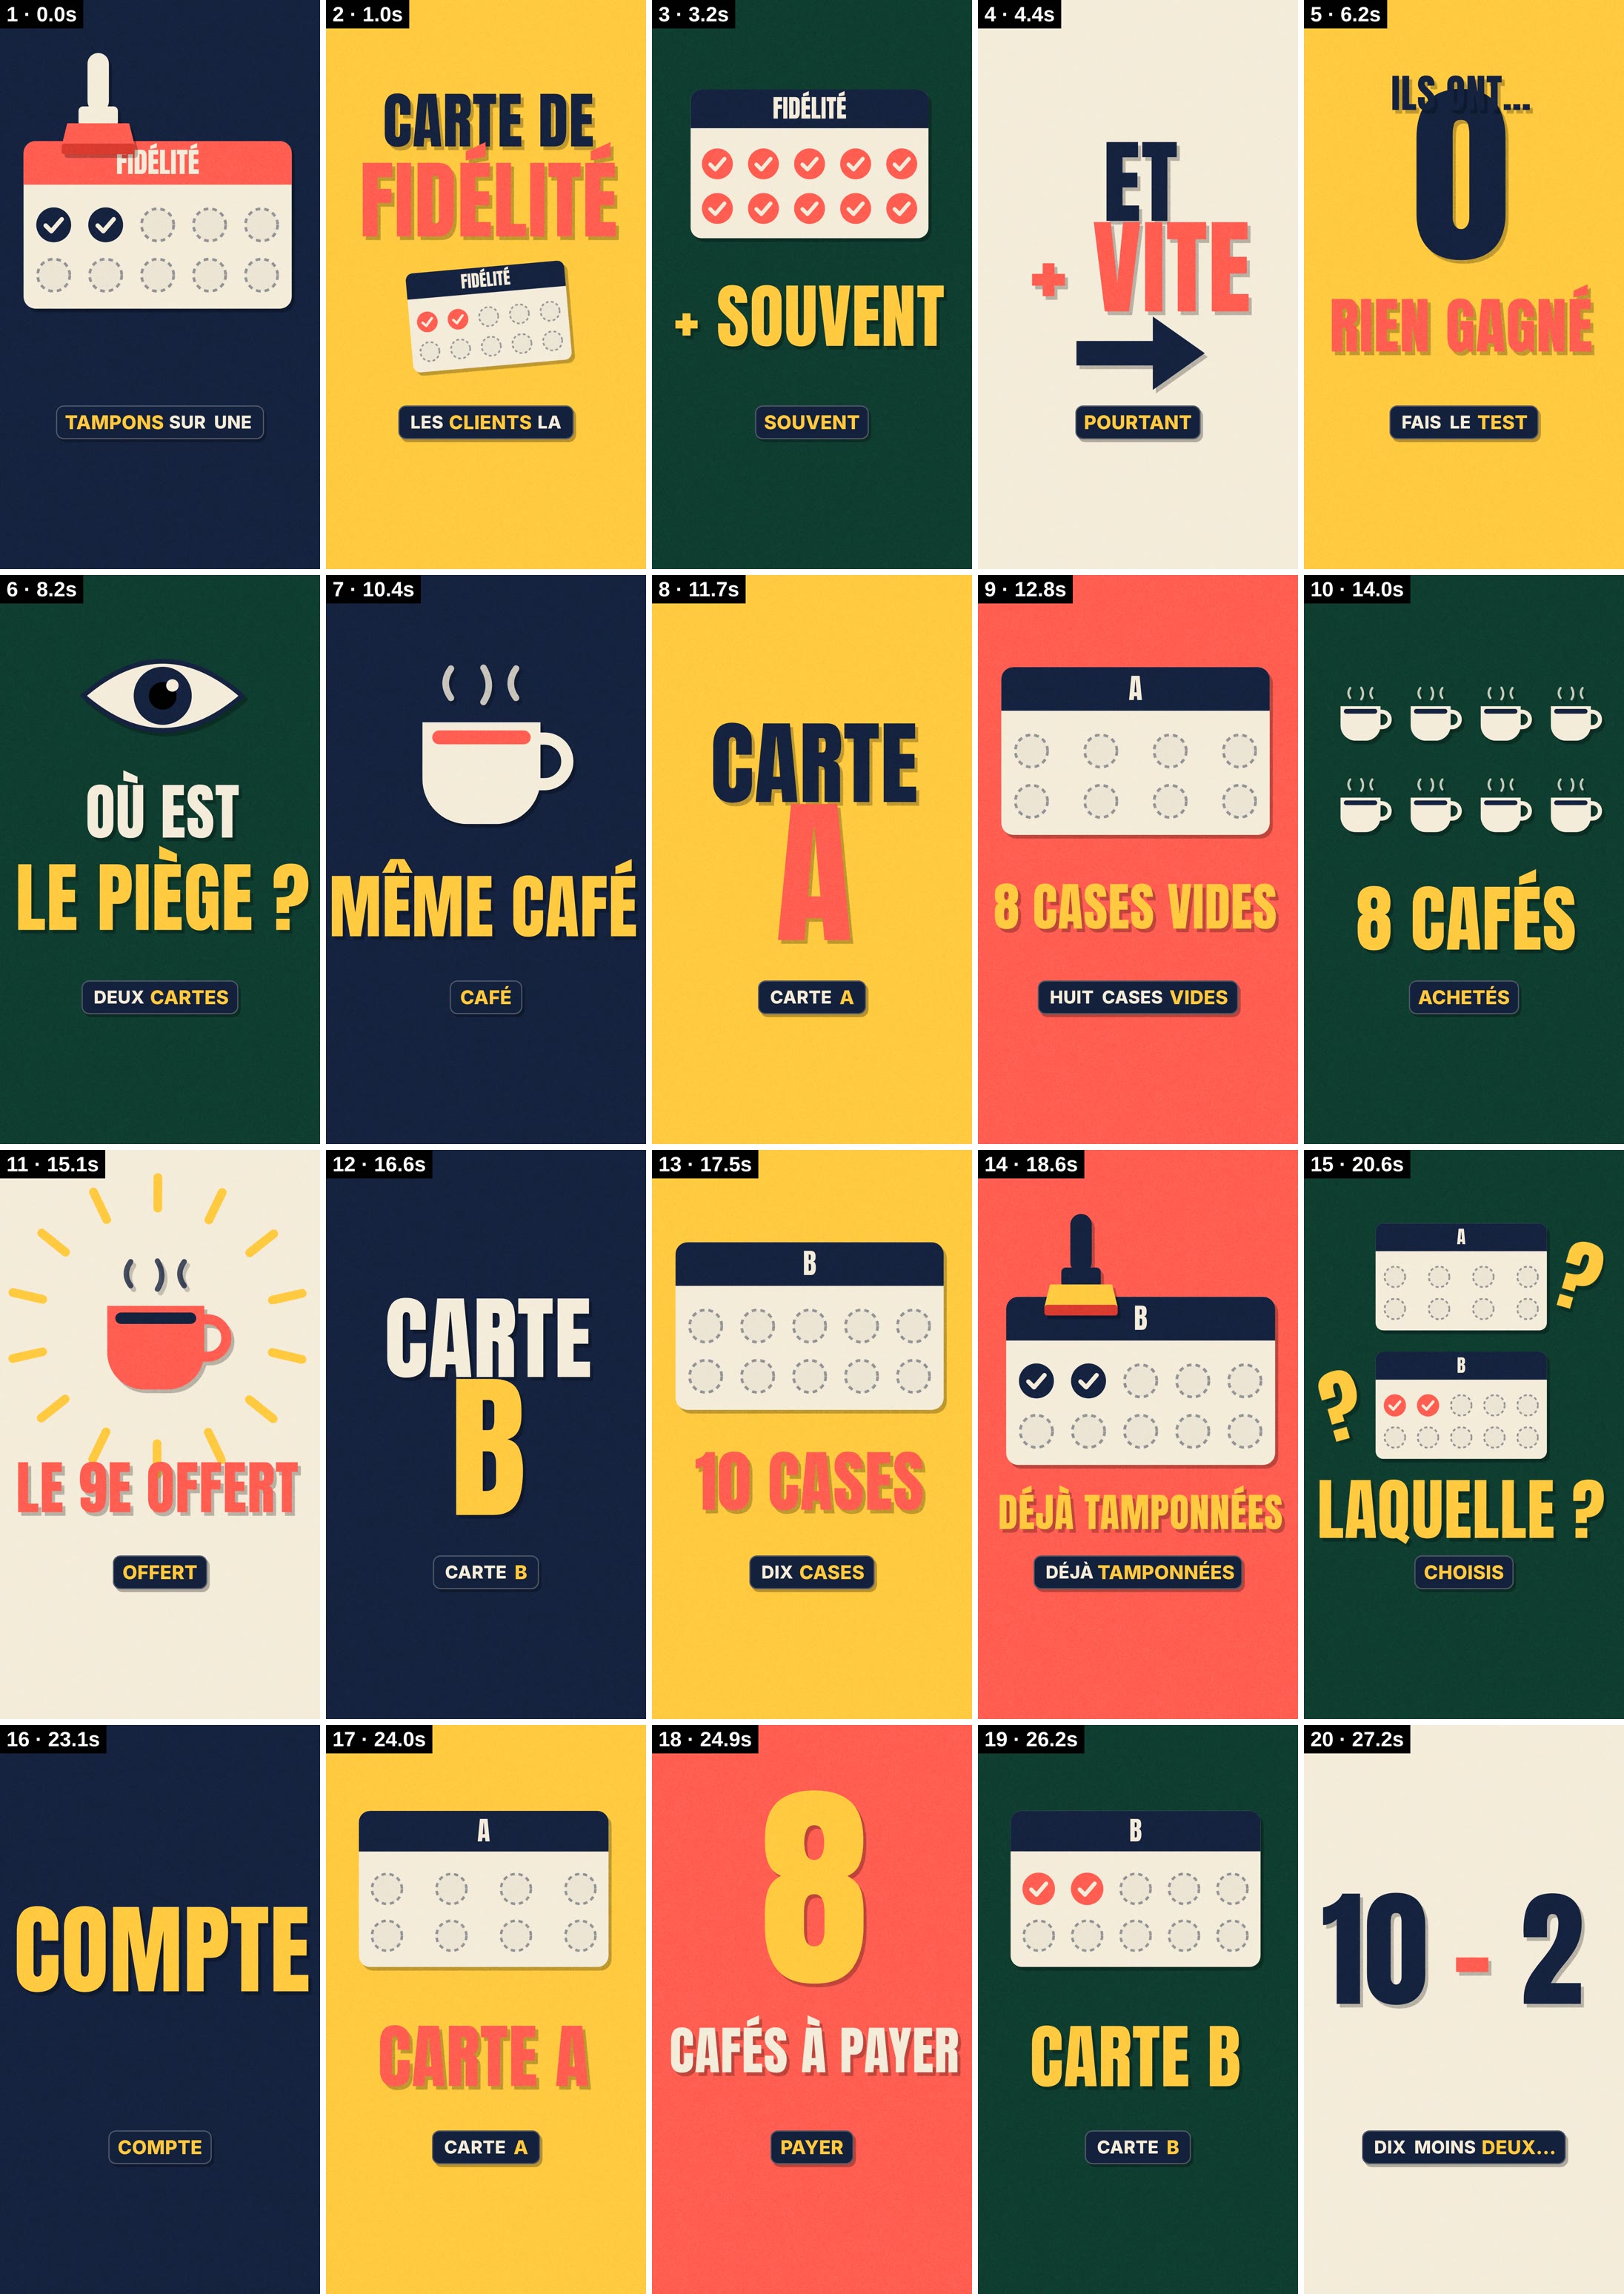 1 · 0.0s
FIDÉLITÉ
TAMPONS SUR UNE
2 · 1.0s
CARTE DE
FIDÉLITÉ
FIDÉLITÉ
LES CLIENTS LA
3 · 3.2s
FIDÉLITÉ
+ SOUVENT
SOUVENT
4 · 4.4s
ET
+ VITE
POURTANT
5 · 6.2s
ILS ONT...
0
RIEN GAGNÉ
FAIS LE TEST
6 · 8.2s
OÙ EST
LE PIÈGE ?
DEUX CARTES
7 · 10.4s
MÊME CAFÉ
CAFÉ
8 · 11.7s
CARTE
A
CARTE A
9 · 12.8s
A
8 CASES VIDES
HUIT CASES VIDES
10 · 14.0s
8 CAFÉS
ACHETÉS
11 · 15.1s
LE 9E OFFERT
OFFERT
12 · 16.6s
CARTE
B
CARTE B
13 · 17.5s
B
10 CASES
DIX CASES
14 · 18.6s
B
DÉJÀ TAMPONNÉES
DÉJÀ TAMPONNÉES
15 · 20.6s
A
?
B
?
LAQUELLE ?
CHOISIS
16 · 23.1s
COMPTE
COMPTE
17 · 24.0s
A
CARTE A
CARTE A
18 · 24.9s
8
CAFÉS À PAYER
PAYER
19 · 26.2s
B
CARTE B
CARTE B
20 · 27.2s
10 - 2
DIX MOINS DEUX...